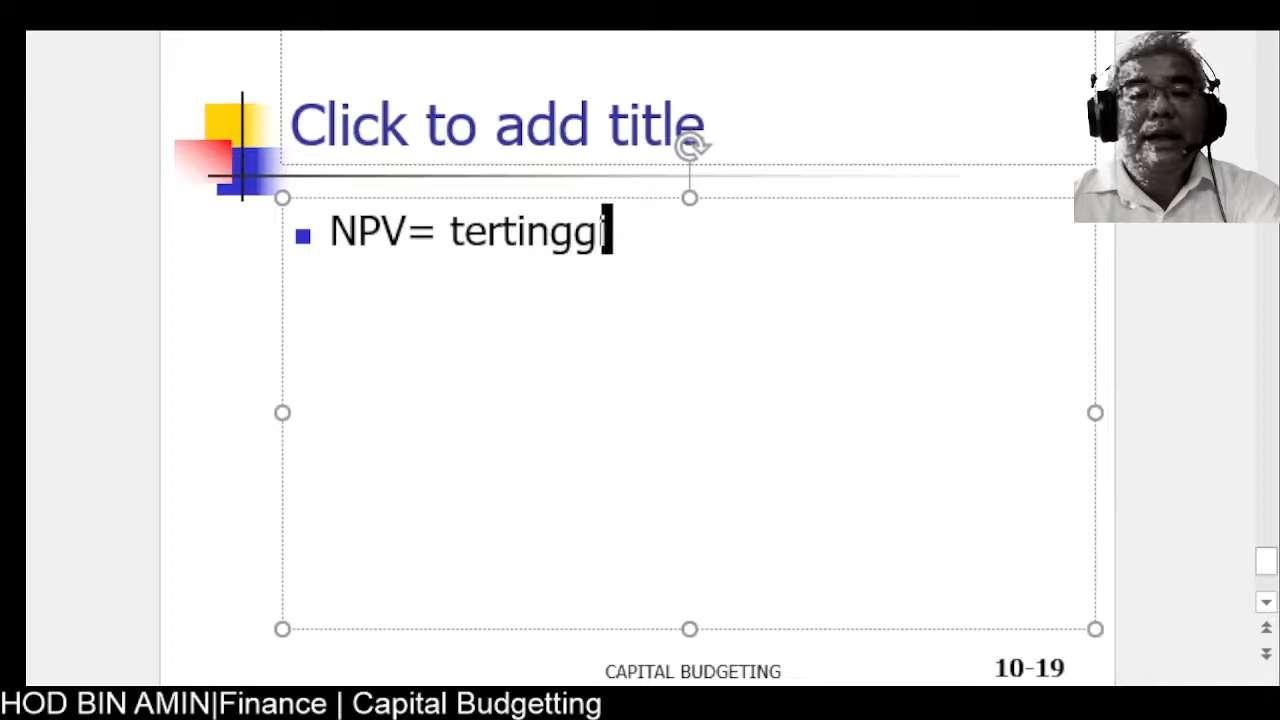 Click to add title
NPV= tertinggi
CAPITAL BUDGETING
10-19
HOD BIN AMIN|Finance | Capital Budgetting